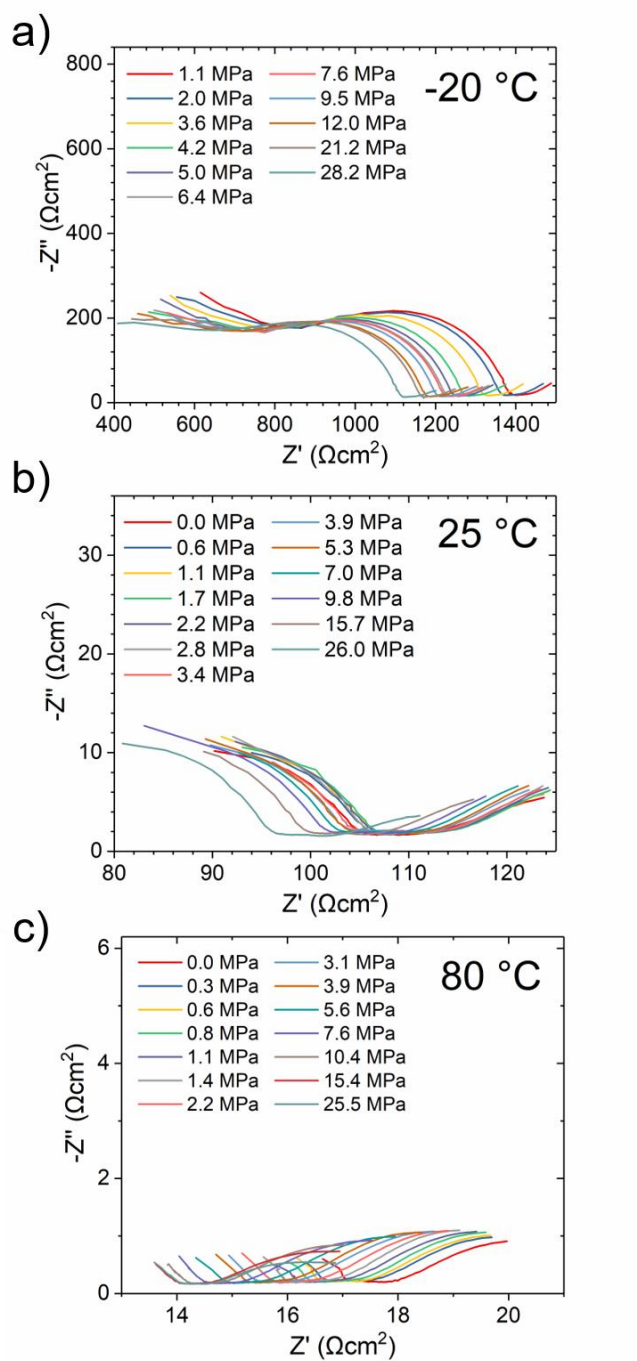 a)
-20 °C
1.1 MPa 7.6 MPa
2.0 MPa 9.5 MPa
3.6 MPa 12.0 MPa
4.2 MPa 21.2 MPa
5.0 MPa 28.2 MPa
6.4 MPa
-Z" (Ωcm²)
800
600
400
200
0
400 600 800 1000 1200 1400
Z' (Ωcm²)
b)
25 °C
0.0 MPa 3.9 MPa
0.6 MPa 5.3 MPa
1.1 MPa 7.0 MPa
1.7 MPa 9.8 MPa
2.2 MPa 15.7 MPa
2.8 MPa 26.0 MPa
3.4 MPa
-Z" (Ωcm²)
30
20
10
0
80 90 100 110 120
Z' (Ωcm²)
c)
80 °C
0.0 MPa 3.1 MPa
0.3 MPa 3.9 MPa
0.6 MPa 5.6 MPa
0.8 MPa 7.6 MPa
1.1 MPa 10.4 MPa
1.4 MPa 15.4 MPa
2.2 MPa 25.5 MPa
-Z" (Ωcm²)
6
4
2
0
14 16 18 20
Z' (Ωcm²)